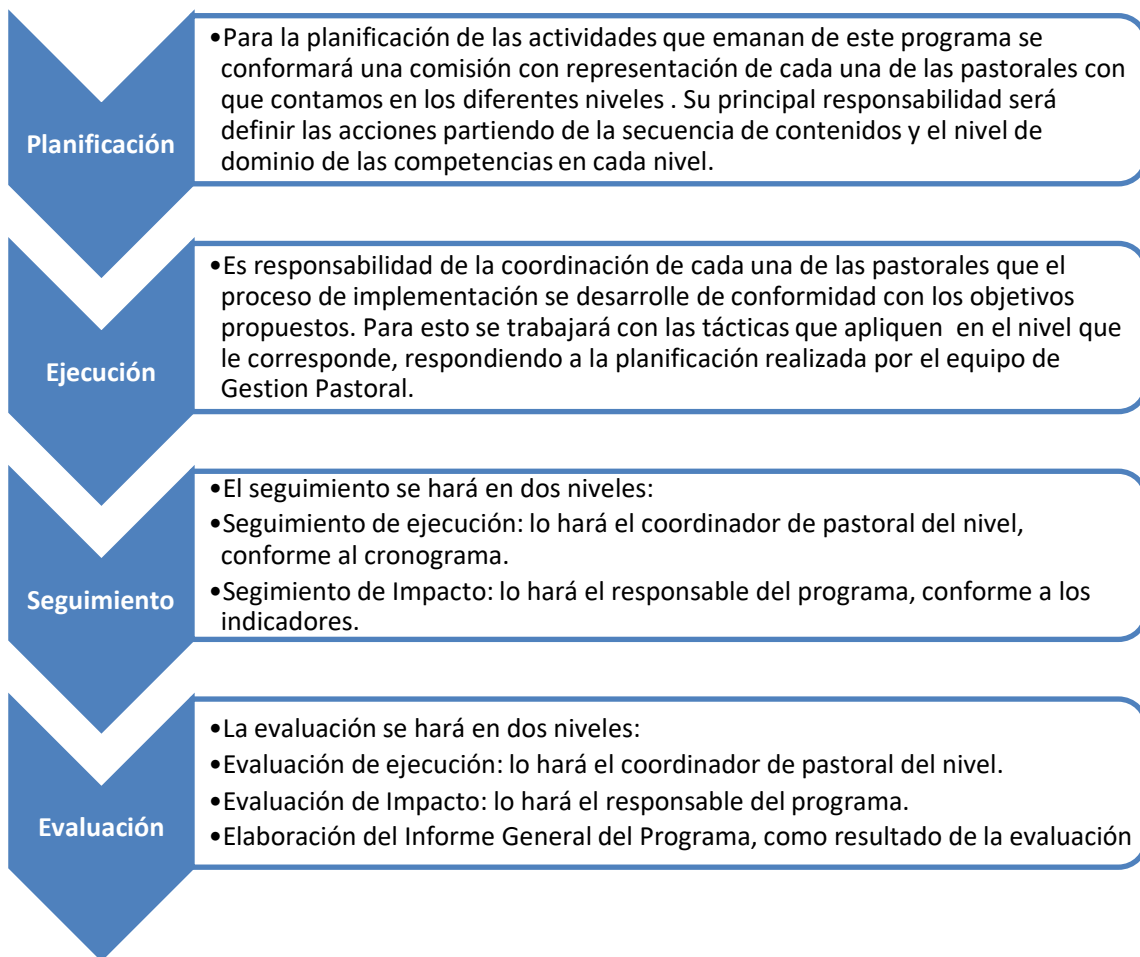 Planificación
•Para la planificación de las actividades que emanan de este programa se
conformará una comisión con representación de cada una de las pastorales con
que contamos en los diferentes niveles . Su principal responsabilidad será
definir las acciones partiendo de la secuencia de contenidos y el nivel de
dominio de las competencias en cada nivel.
Ejecución
•Es responsabilidad de la coordinación de cada una de las pastorales que el
proceso de implementación se desarrolle de conformidad con los objetivos
propuestos. Para esto se trabajará con las tácticas que apliquen  en el nivel que
le corresponde, respondiendo a la planificación realizada por el equipo de
Gestion Pastoral.
Seguimiento
•El seguimiento se hará en dos niveles:
•Seguimiento de ejecución: lo hará el coordinador de pastoral del nivel,
conforme al cronograma.
•Segimiento de Impacto: lo hará el responsable del programa, conforme a los
indicadores.
Evaluación
•La evaluación se hará en dos niveles:
•Evaluación de ejecución: lo hará el coordinador de pastoral del nivel.
•Evaluación de Impacto: lo hará el responsable del programa.
•Elaboración del Informe General del Programa, como resultado de la evaluación